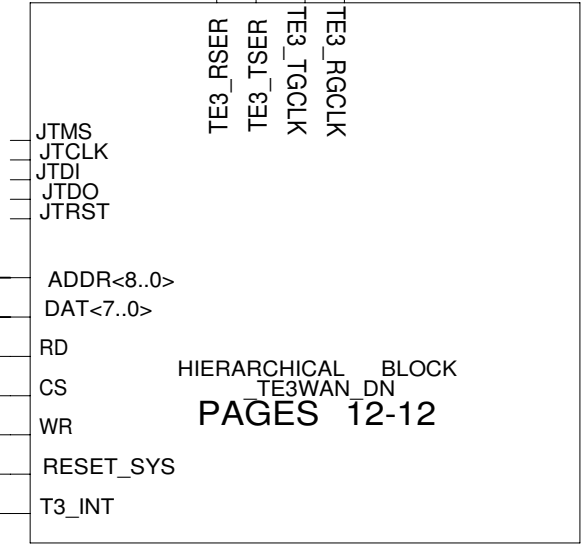 TE3_RSER
TE3_TSER
TE3_TGCLK
TE3_RGCLK
JTMS
JTCLK
JTDI
JTDO
JTRST
ADDR<8..0>
DAT<7..0>
RD
HIERARCHICAL BLOCK
CS
_TE3WAN_DN
PAGES 12-12
WR
RESET_SYS
T3_INT